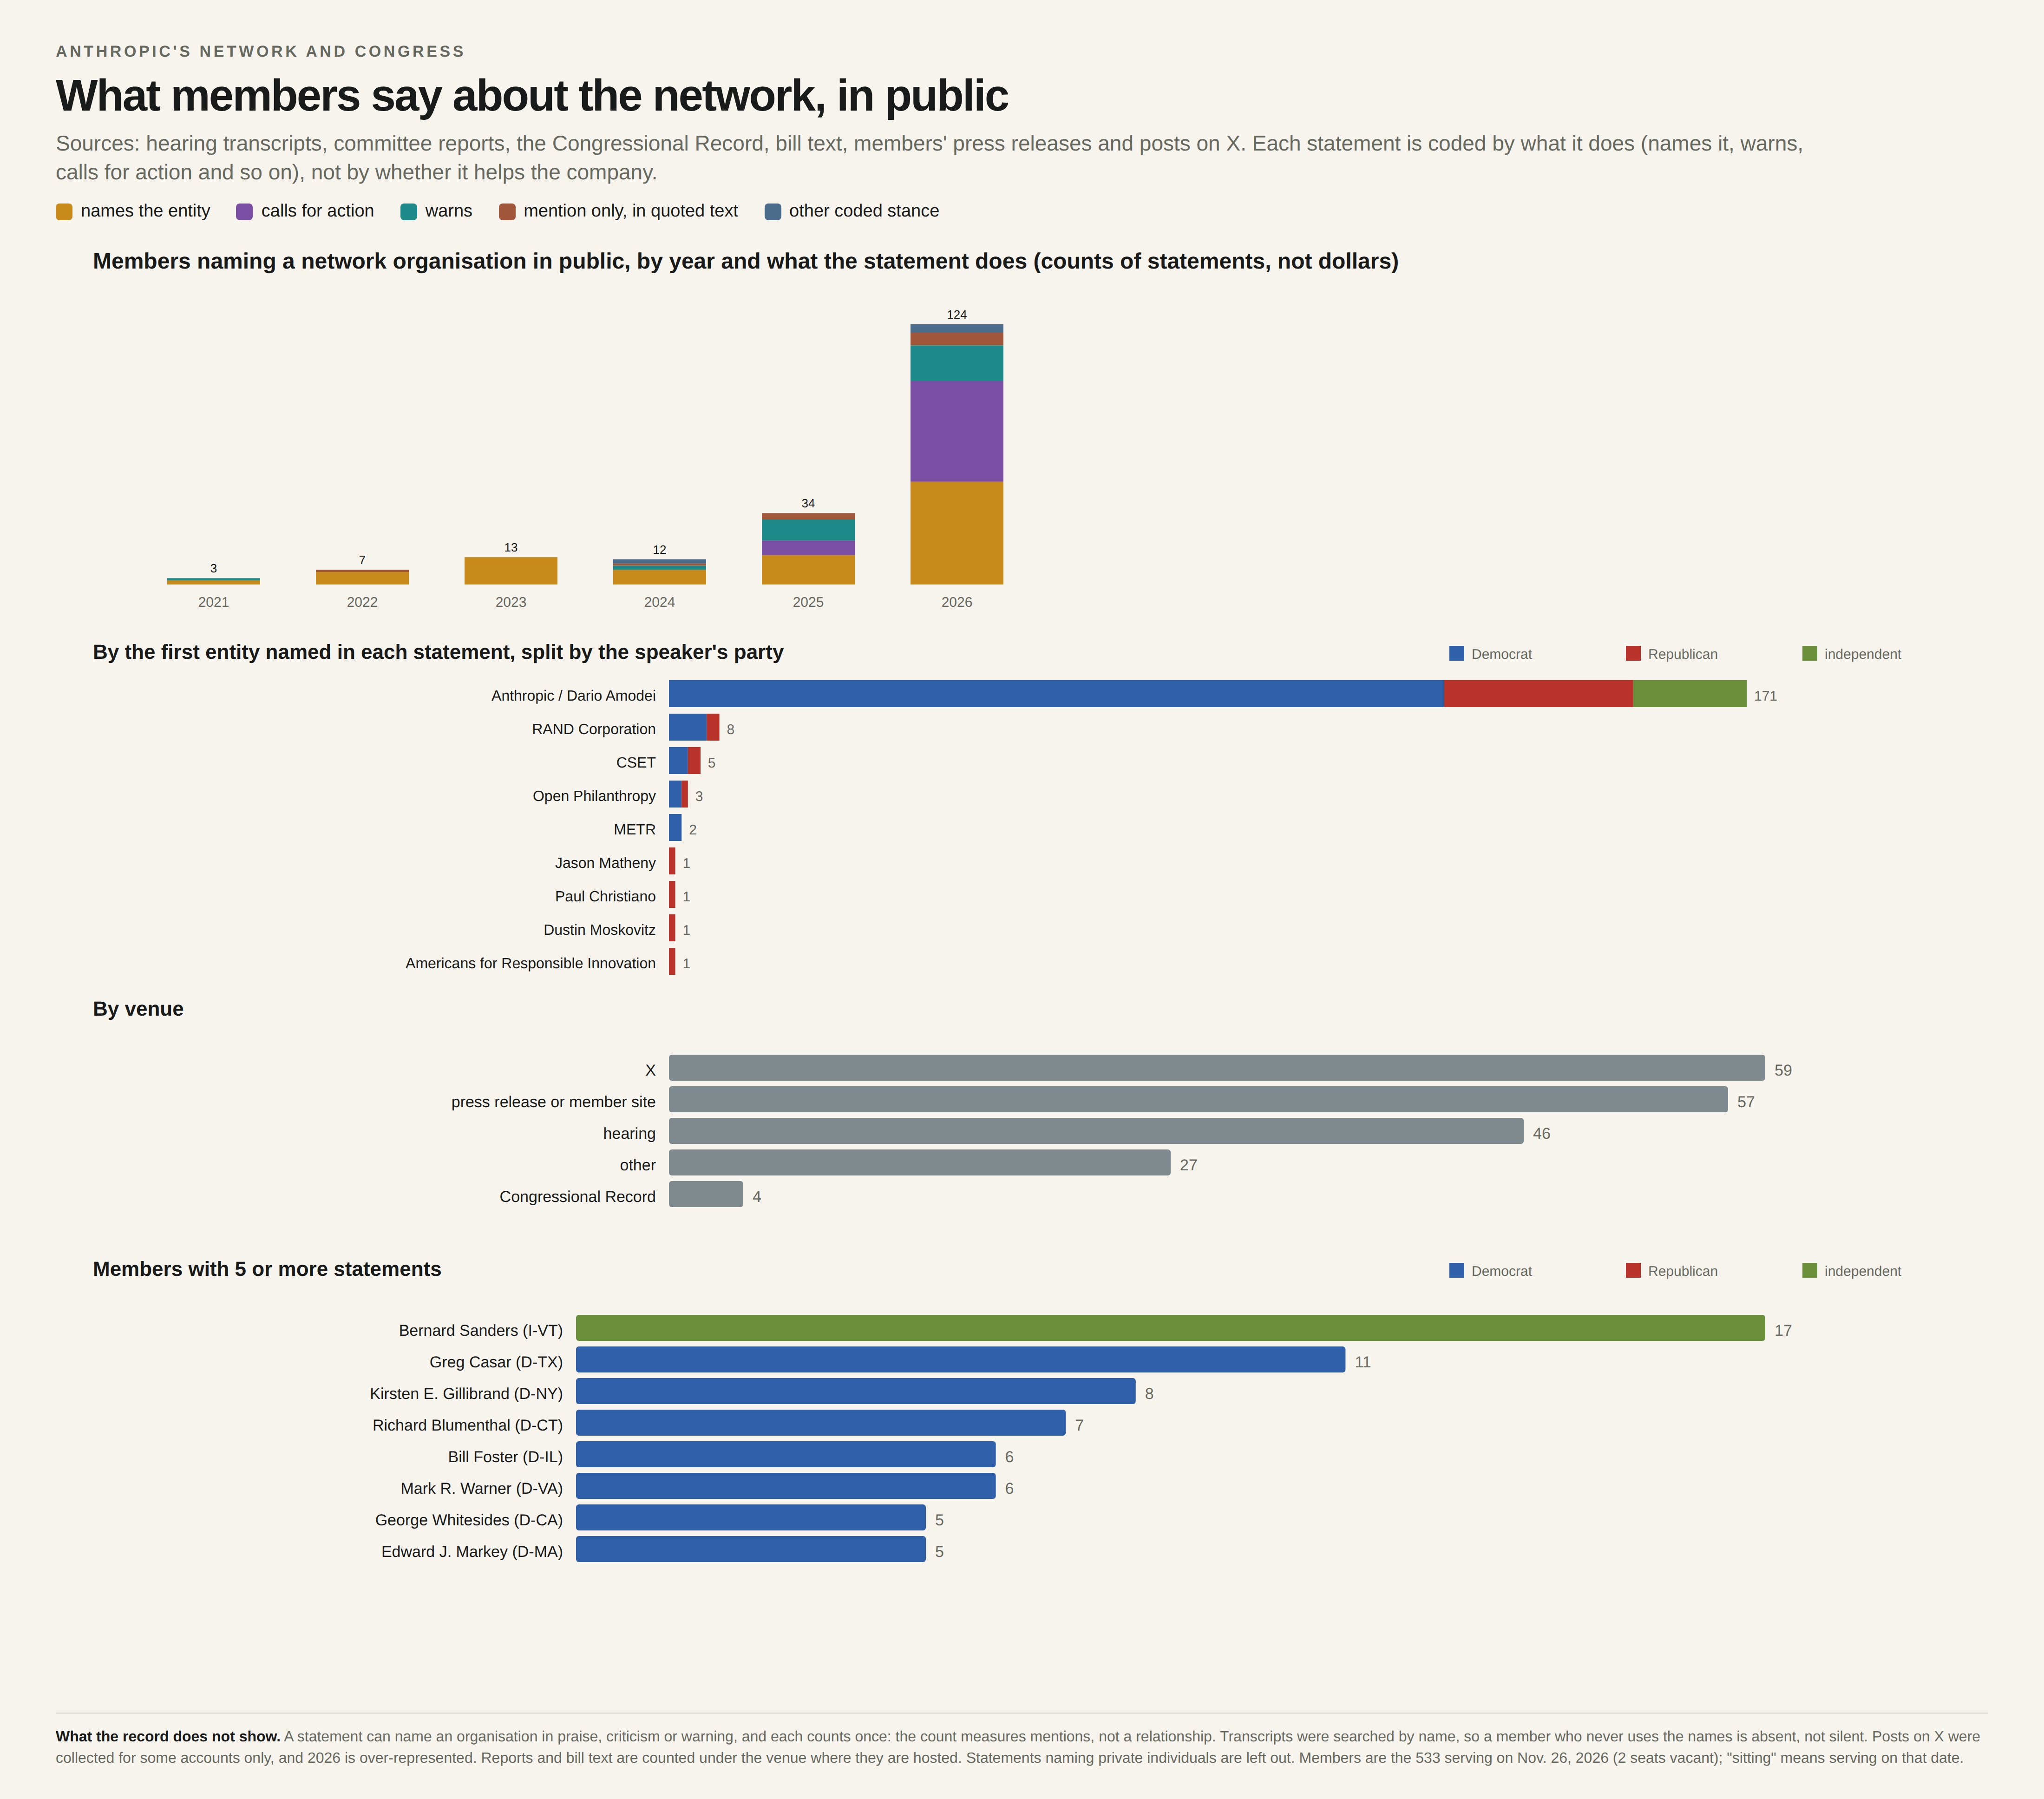 ANTHROPIC'S NETWORK AND CONGRESS
What members say about the network, in public
Sources: hearing transcripts, committee reports, the Congressional Record, bill text, members' press releases and posts on X. Each statement is coded by what it does (names it, warns,
calls for action and so on), not by whether it helps the company.
names the entity calls for action warns mention only, in quoted text other coded stance
Members naming a network organisation in public, by year and what the statement does (counts of statements, not dollars)
124
34
13
12
7
3
2021 2022 2023 2024 2025 2026
By the first entity named in each statement, split by the speaker's party
Democrat Republican independent
Anthropic / Dario Amodei 171
RAND Corporation 8
CSET 5
Open Philanthropy 3
METR 2
Jason Matheny 1
Paul Christiano 1
Dustin Moskovitz 1
Americans for Responsible Innovation 1
By venue
X 59
press release or member site 57
hearing 46
other 27
Congressional Record 4
Members with 5 or more statements
Democrat Republican independent
Bernard Sanders (I-VT) 17
Greg Casar (D-TX) 11
Kirsten E. Gillibrand (D-NY) 8
Richard Blumenthal (D-CT) 7
Bill Foster (D-IL) 6
Mark R. Warner (D-VA) 6
George Whitesides (D-CA) 5
Edward J. Markey (D-MA) 5
What the record does not show. A statement can name an organisation in praise, criticism or warning, and each counts once: the count measures mentions, not a relationship. Transcripts were searched by name, so a member who never uses the names is absent, not silent. Posts on X were
collected for some accounts only, and 2026 is over-represented. Reports and bill text are counted under the venue where they are hosted. Statements naming private individuals are left out. Members are the 533 serving on Nov. 26, 2026 (2 seats vacant); "sitting" means serving on that date.